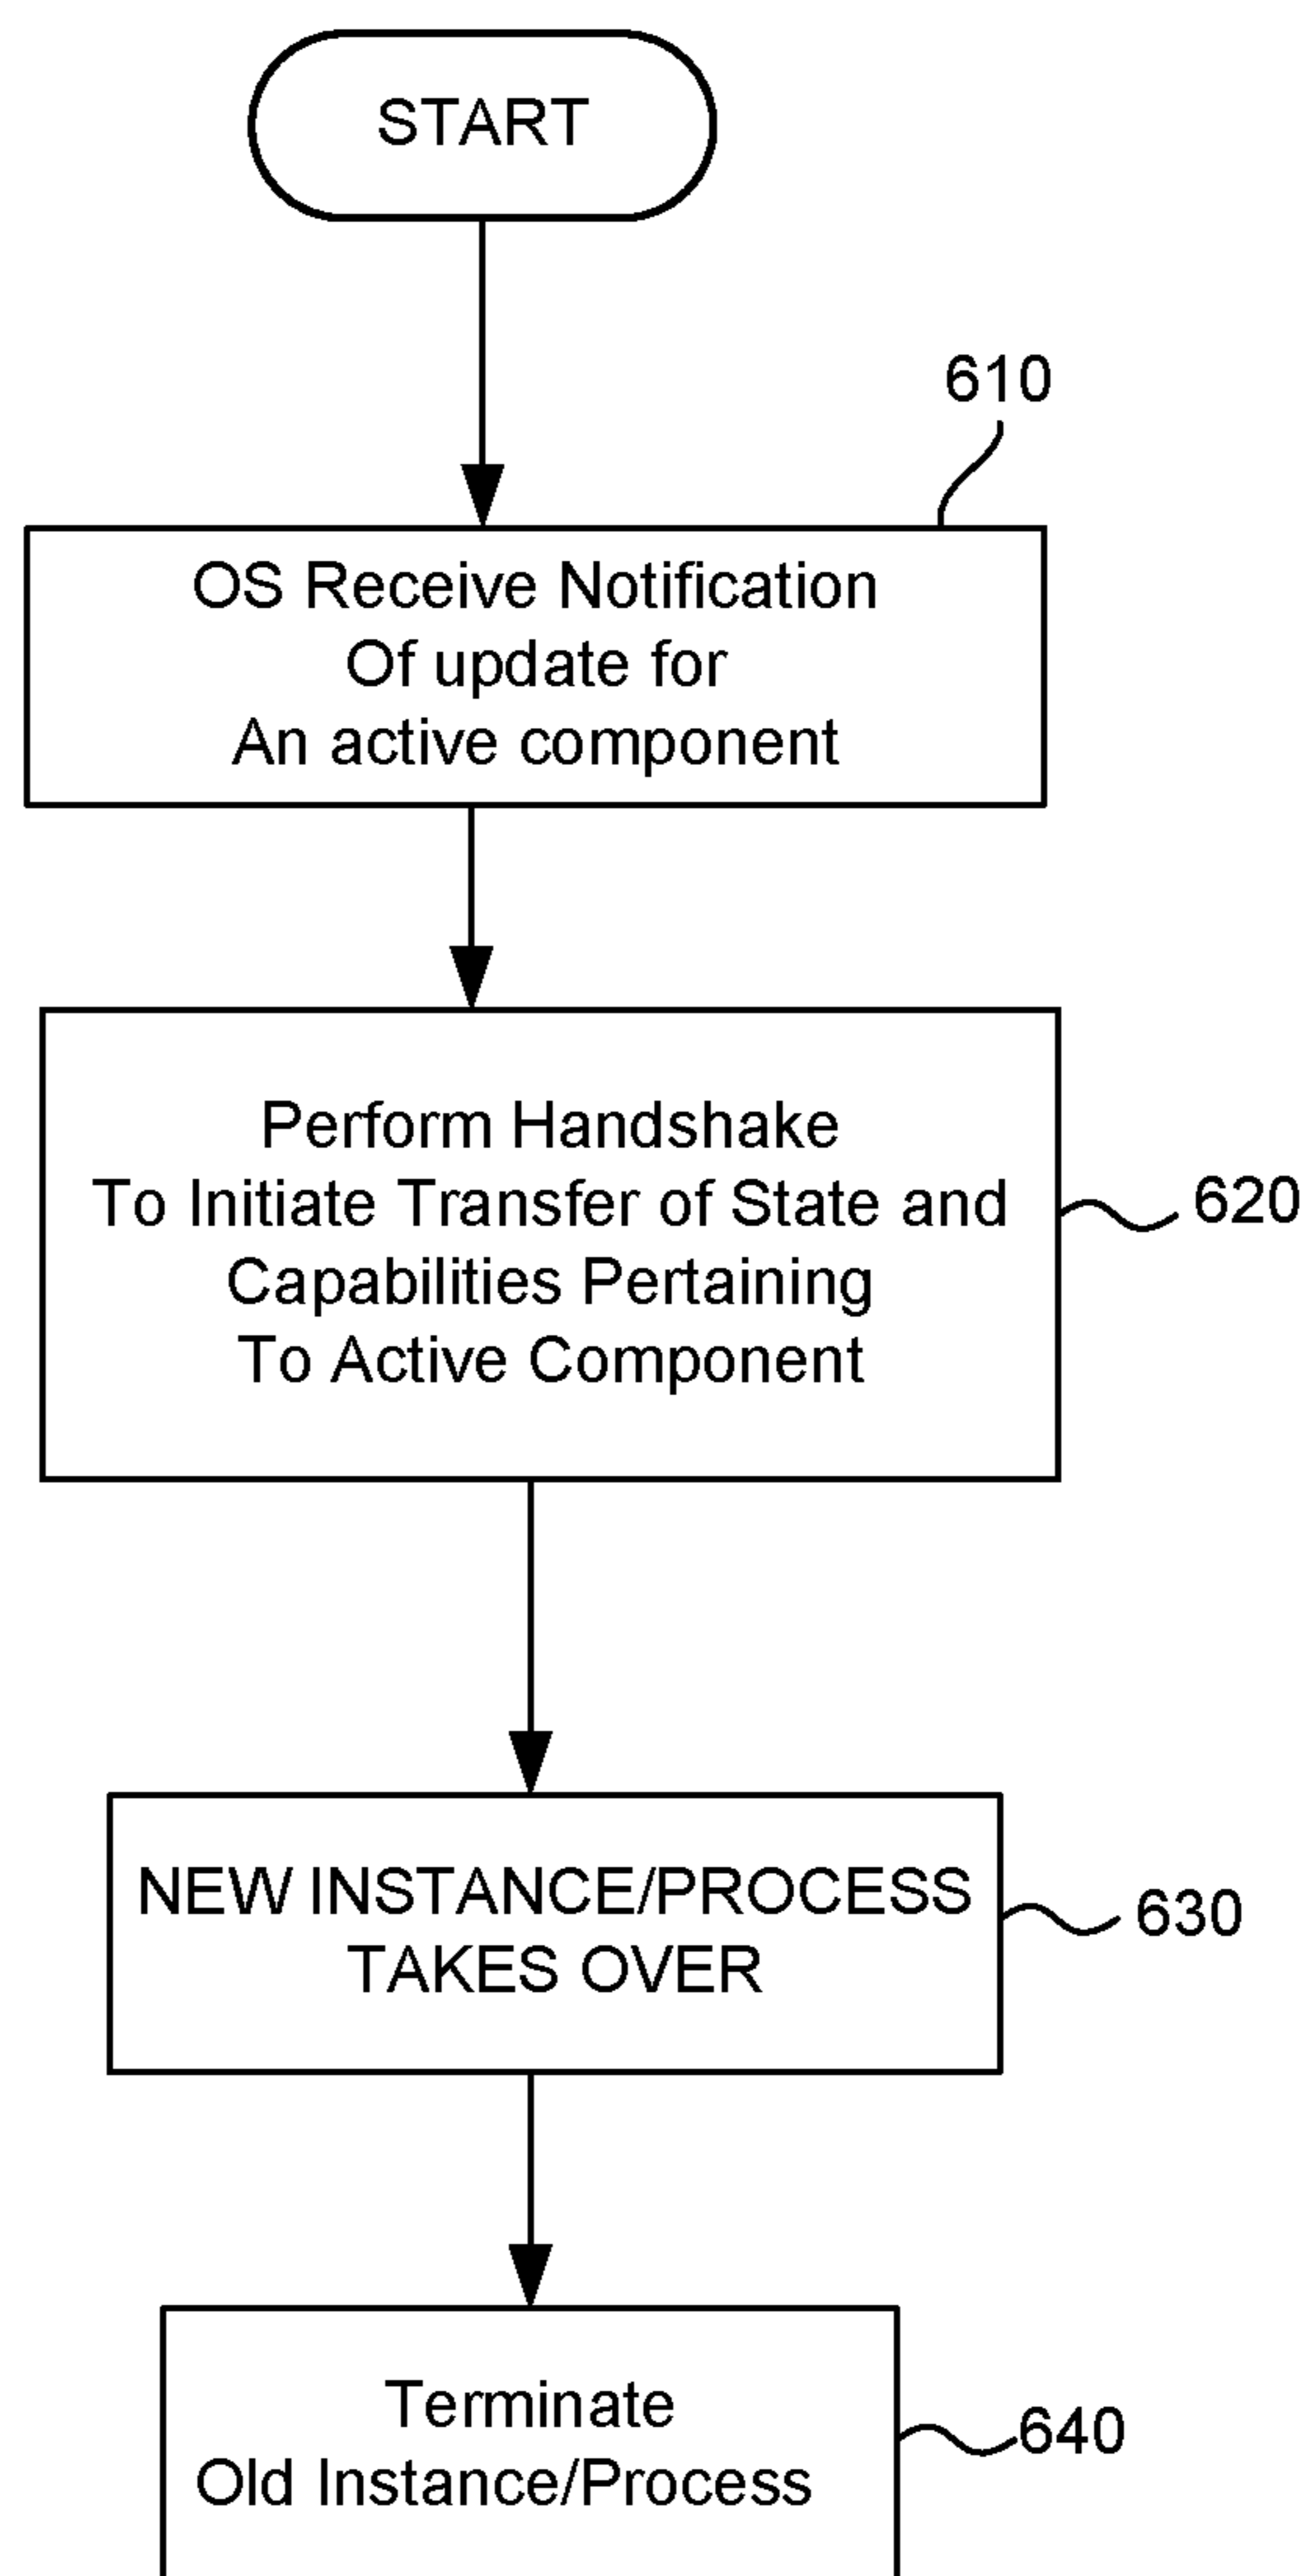 START
610
OS Receive Notification
Of update for
An active component
Perform Handshake
To Initiate Transfer of State and
Capabilities Pertaining
To Active Component
620
NEW INSTANCE/PROCESS
TAKES OVER
630
Terminate
Old Instance/Process
640